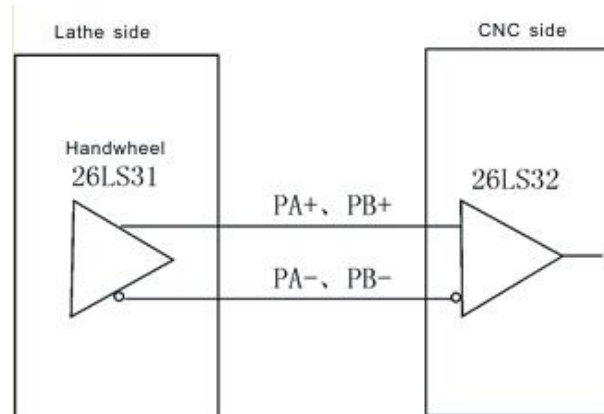 Lathe side
CNC side
Handwheel
26LS31
26LS32
PA+、PB+
PA-、PB-